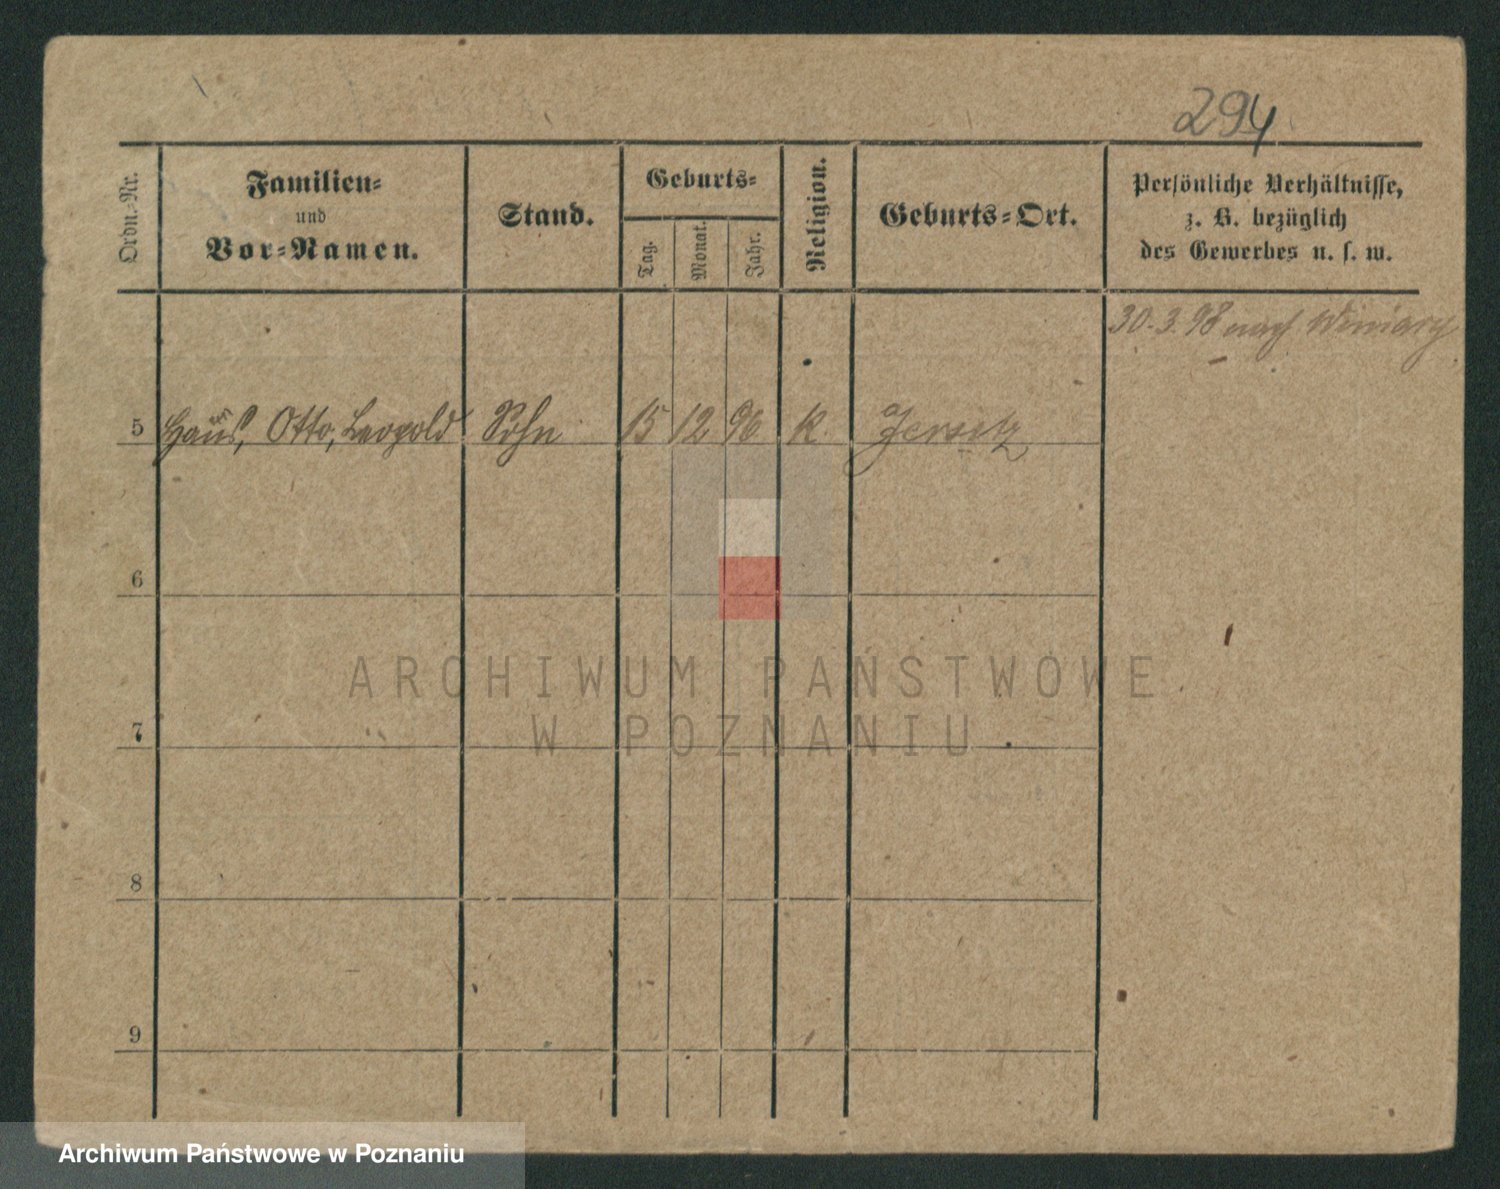 294
Ordn.-Nr.
Familien-
und
Vor-Namen.
Stand.
Geburts-
Tag.
Monat.
Jahr.
Religion.
Geburts-Ort.
Persönliche Verhältnisse,
z. B. bezüglich
des Gewerbes u. s. w.
30.3.98 nach Winiary
5 Otto, Leopold Sohn 15 12 96 K. Jersitz
6
ARCHIWUM PAŃSTWOWE
W POZNANIU
7
8
9
Archiwum Państwowe w Poznaniu